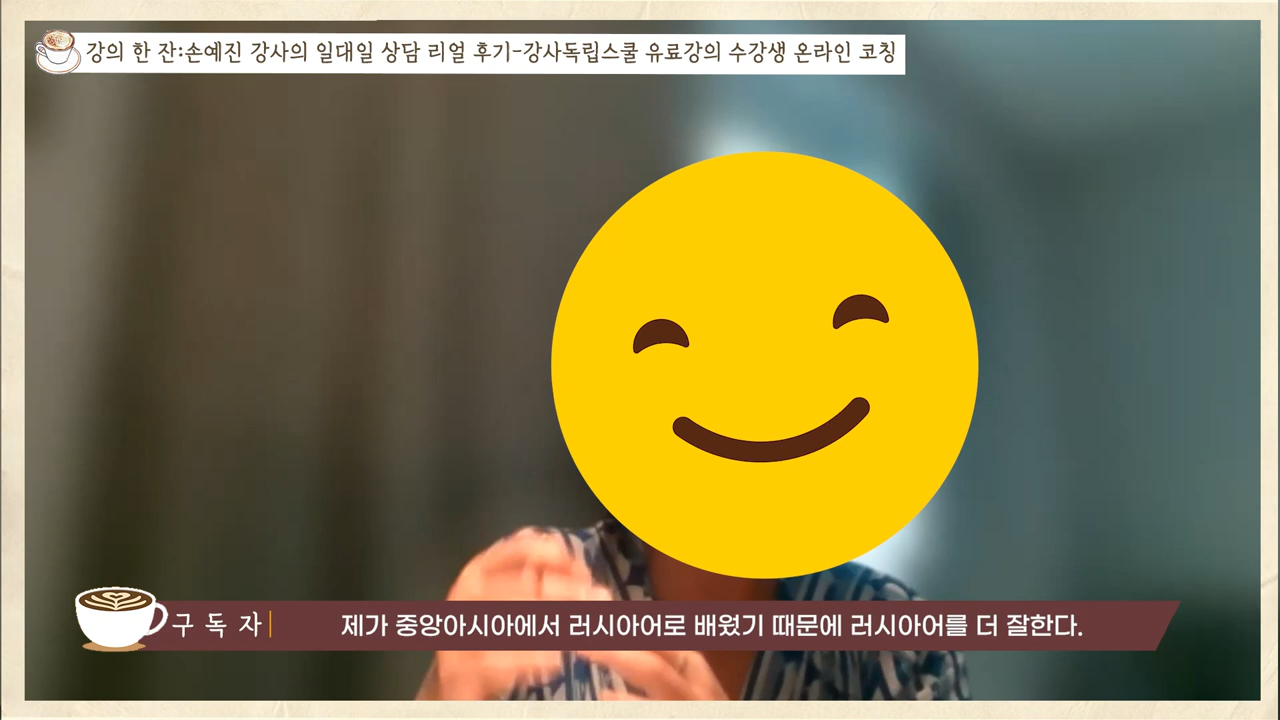 강의 한 잔:손예진 강사의 일대일 상담 리얼 후기-강사독립스쿨 유료강의 수강생 온라인 코칭
구 독 자
제가 중앙아시아에서 러시아어로 배웠기 때문에 러시아어를 더 잘한다.